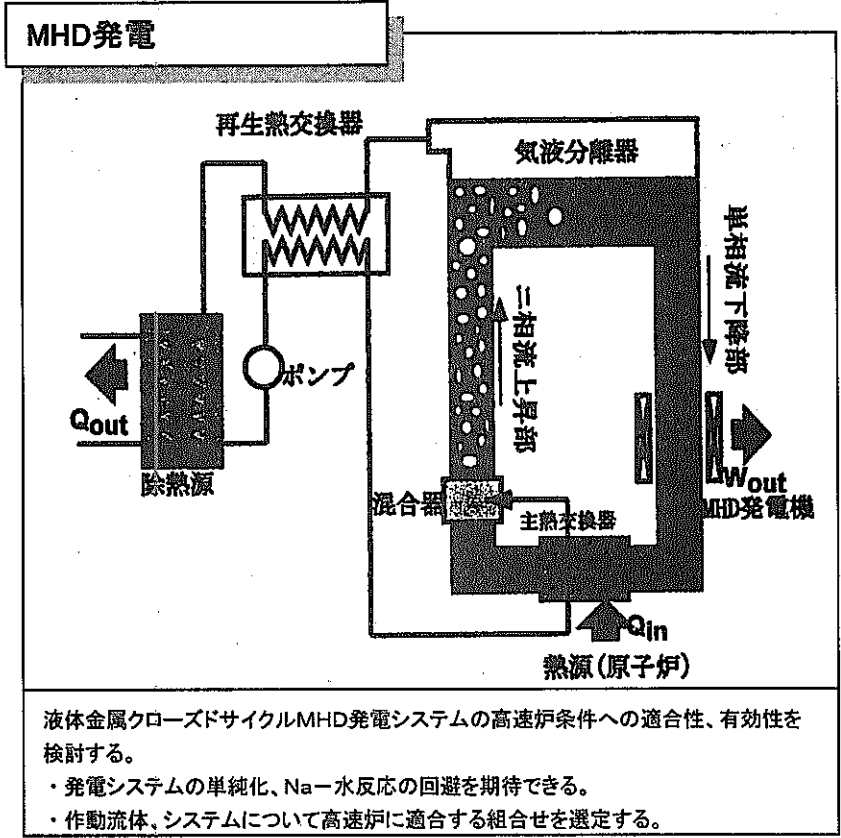 MHD発電
再生熱交換器
気液分離器
単相流下降部
二相流上昇部
ポンプ
Qout
除熱源
混合器
主熱交換器
Wout
MHD発電機
Qin
熱源(原子炉)
液体金属クローズドサイクルMHD発電システムの高速炉条件への適合性、有効性を
検討する。
・発電システムの単純化、Na－水反応の回避を期待できる。
・作動流体、システムについて高速炉に適合する組合せを選定する。